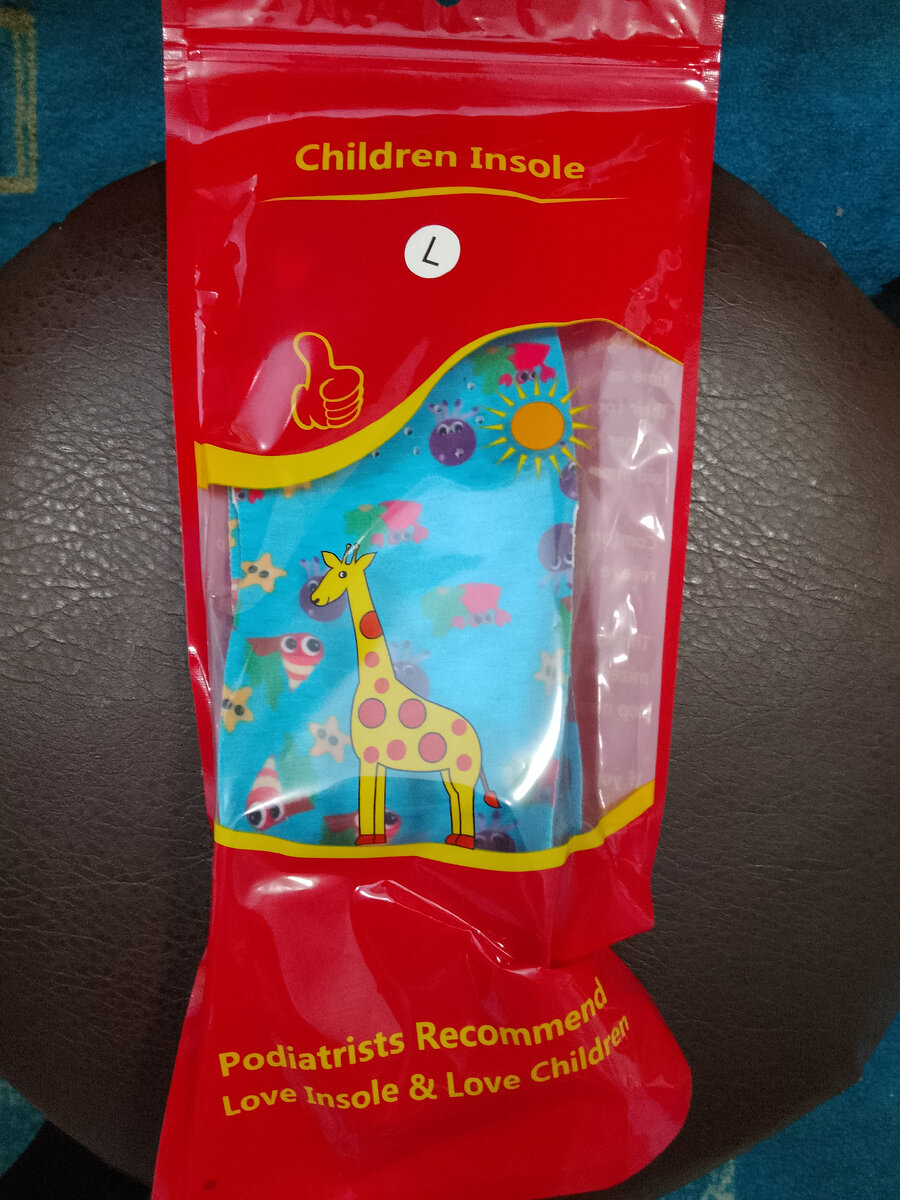 Children Insole
L
Podiatrists Recommend
Love Insole & Love Children